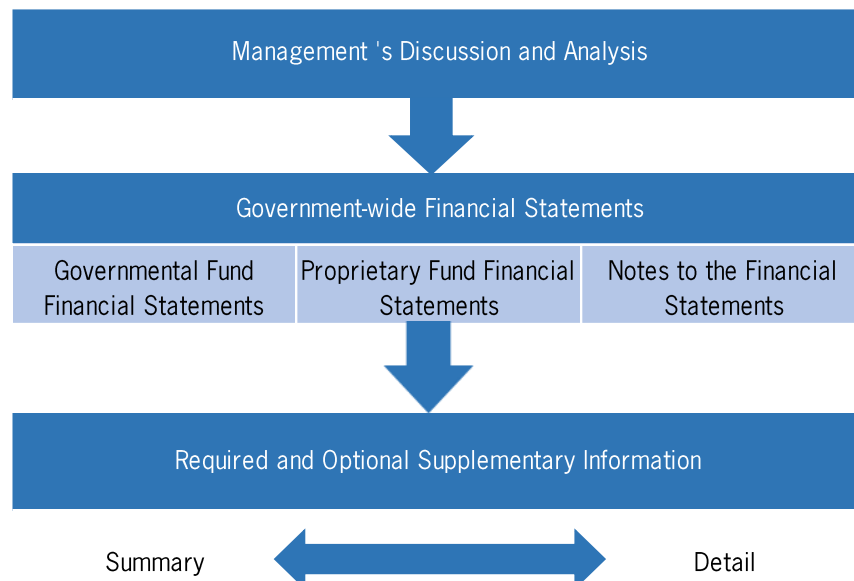 Management 's Discussion and Analysis
Government-wide Financial Statements
Governmental Fund
Financial Statements
Proprietary Fund Financial
Statements
Notes to the Financial
Statements
Required and Optional Supplementary Information
Summary
Detail